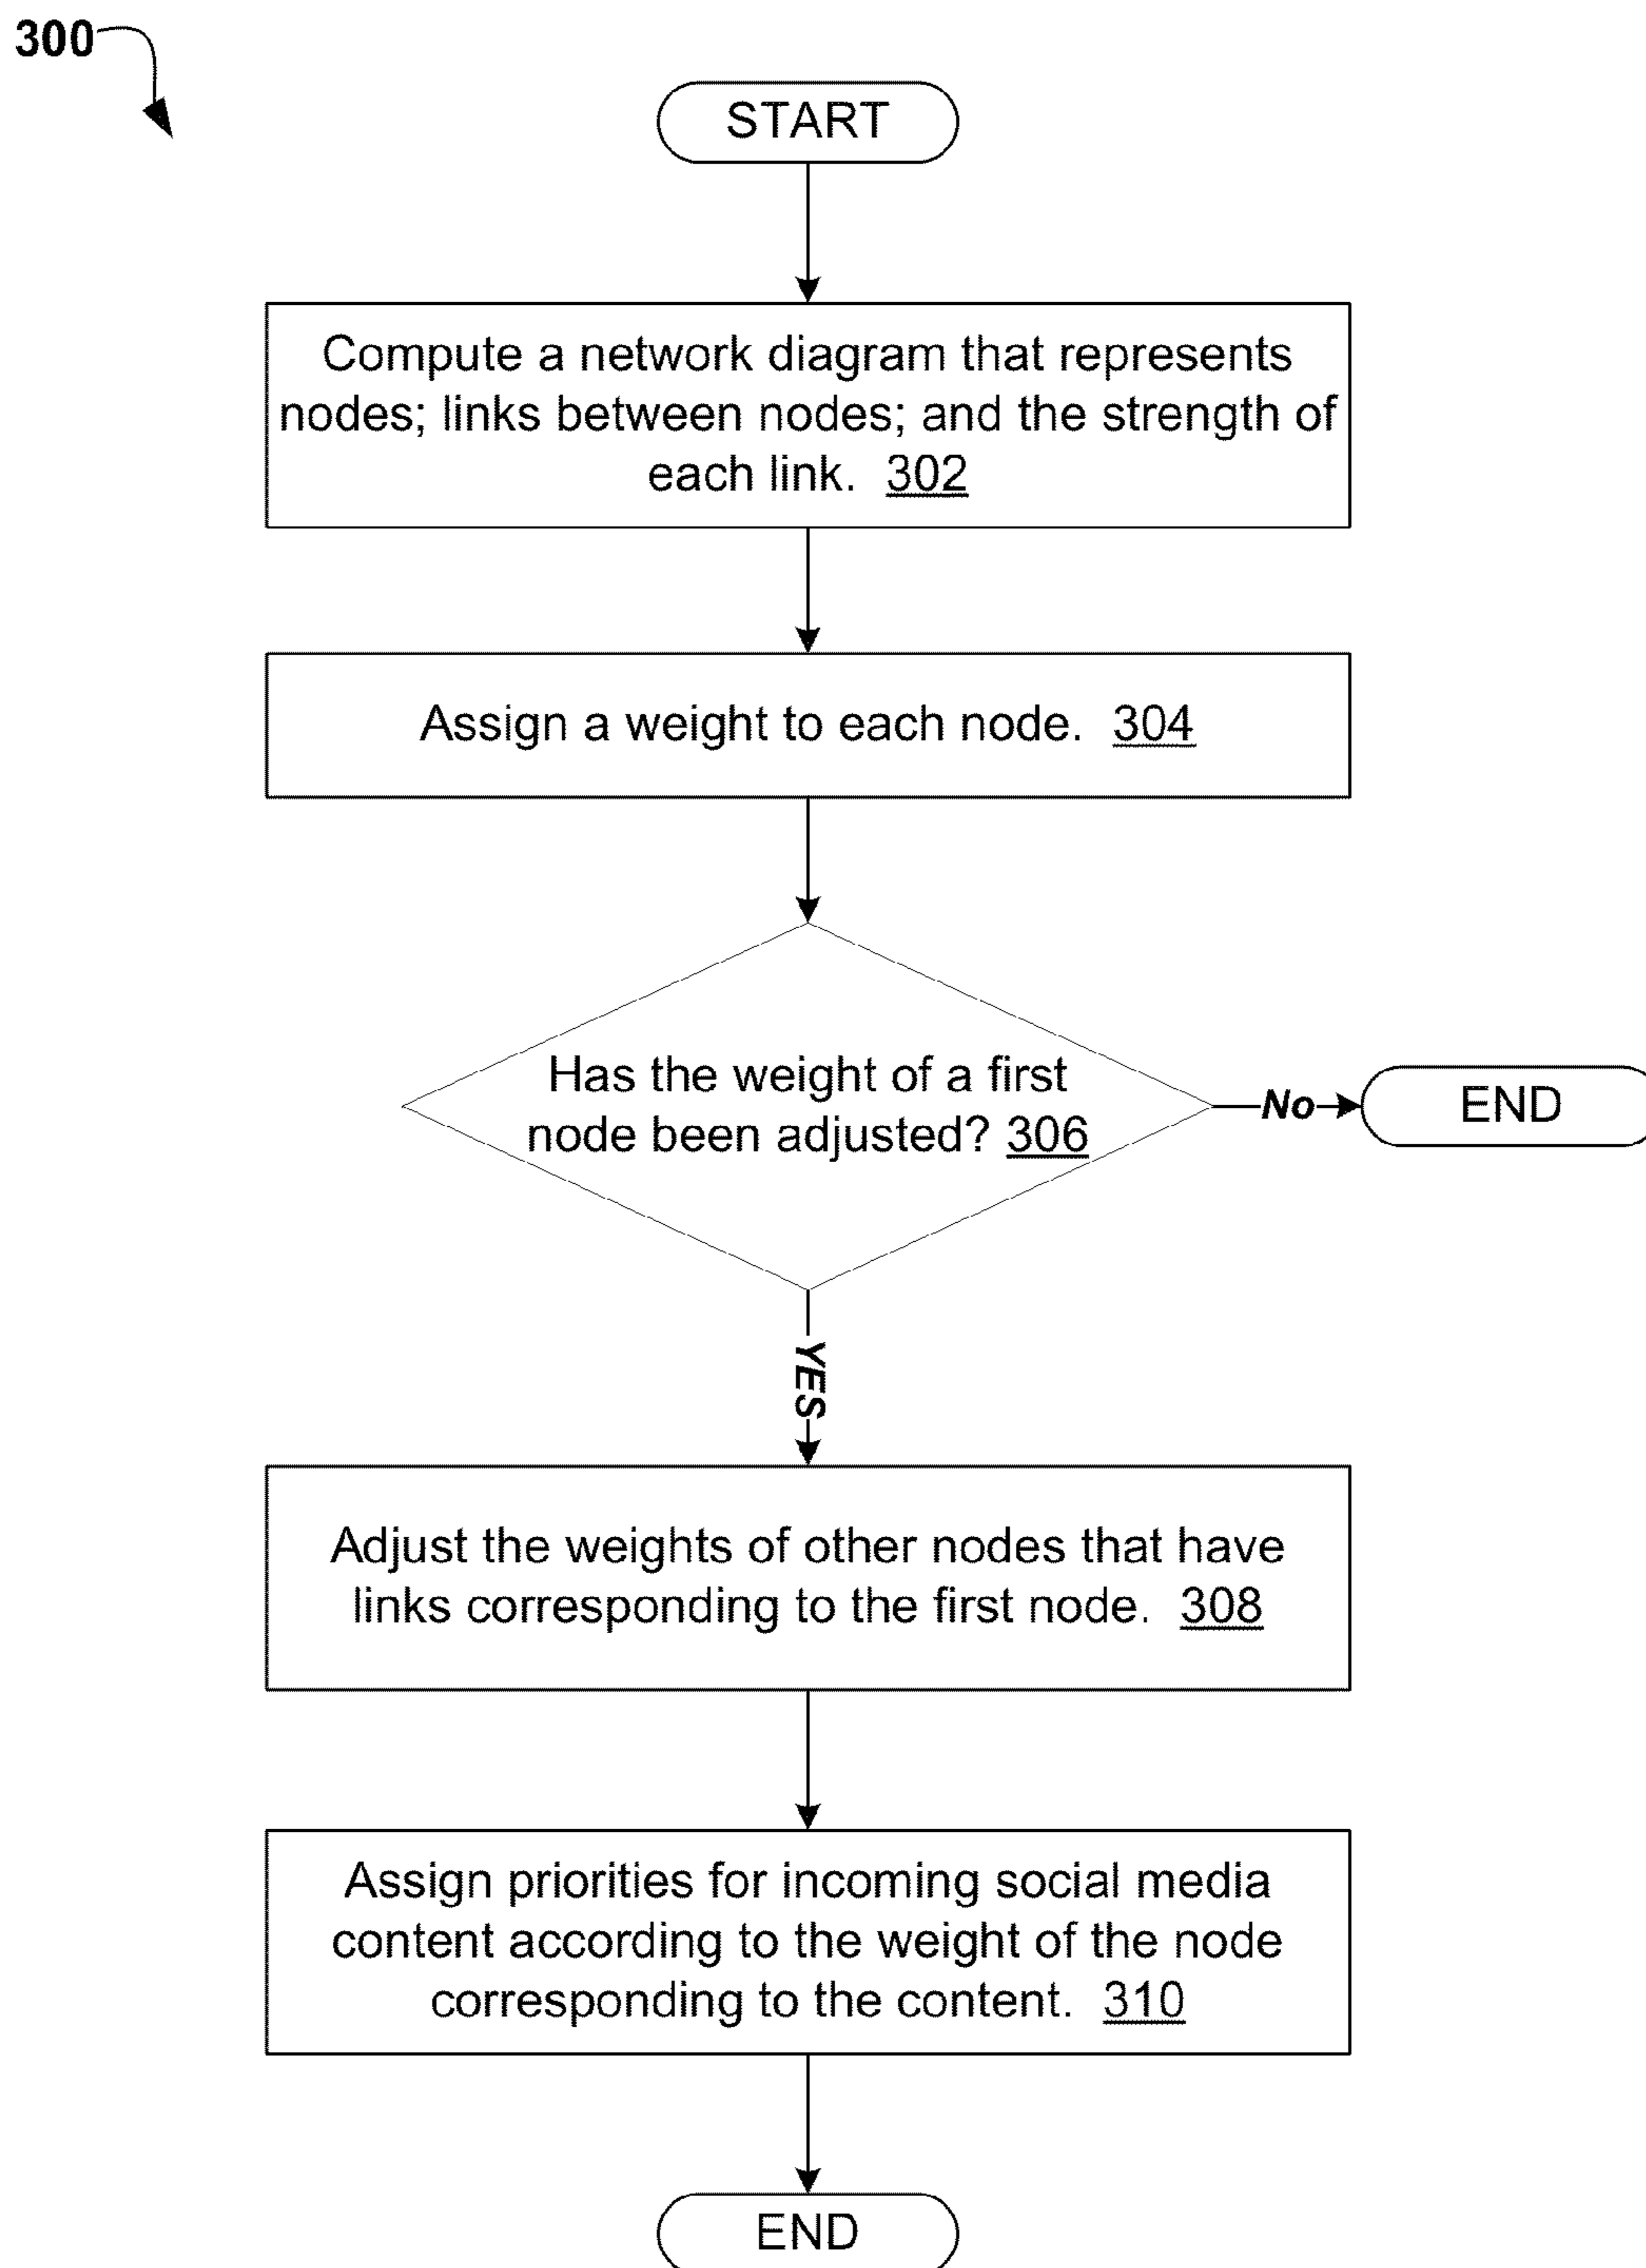 300
START
Compute a network diagram that represents
nodes; links between nodes; and the strength of
each link. 302
Assign a weight to each node. 304
Has the weight of a first
node been adjusted? 306
No
END
YES
Adjust the weights of other nodes that have
links corresponding to the first node. 308
Assign priorities for incoming social media
content according to the weight of the node
corresponding to the content. 310
END